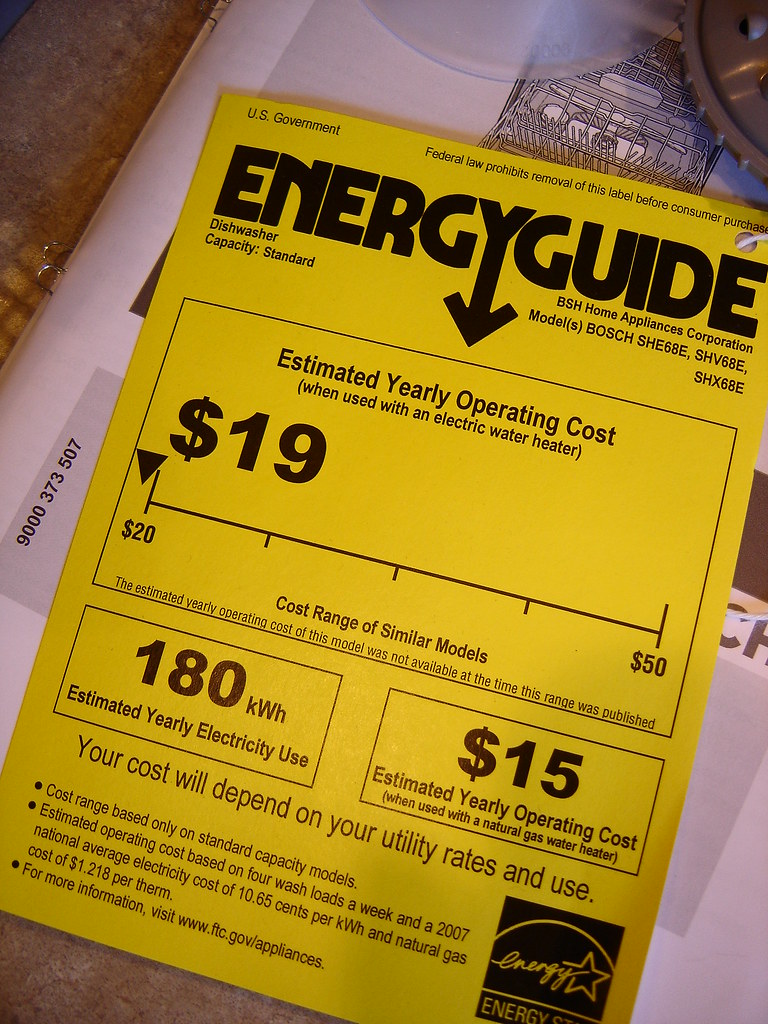 U.S. Government
Federal law prohibits removal of this label before consumer purchase
ENERGYGUIDE
Dishwasher
Capacity: Standard
BSH Home Appliances Corporation
Model(s) BOSCH SHE68E, SHV68E,
SHX68E
Estimated Yearly Operating Cost
(when used with an electric water heater)
$19
$20
$50
Cost Range of Similar Models
The estimated yearly operating cost of this model was not available at the time this range was published
180 kWh
Estimated Yearly Electricity Use
$15
Estimated Yearly Operating Cost
(when used with a natural gas water heater)
Your cost will depend on your utility rates and use.
• Cost range based only on standard capacity models.
• Estimated operating cost based on four wash loads a week and a 2007
national average electricity cost of 10.65 cents per kWh and natural gas
cost of $1.218 per therm.
• For more information, visit www.ftc.gov/appliances.
energy
ENERGY ST
9000 373 507
CH